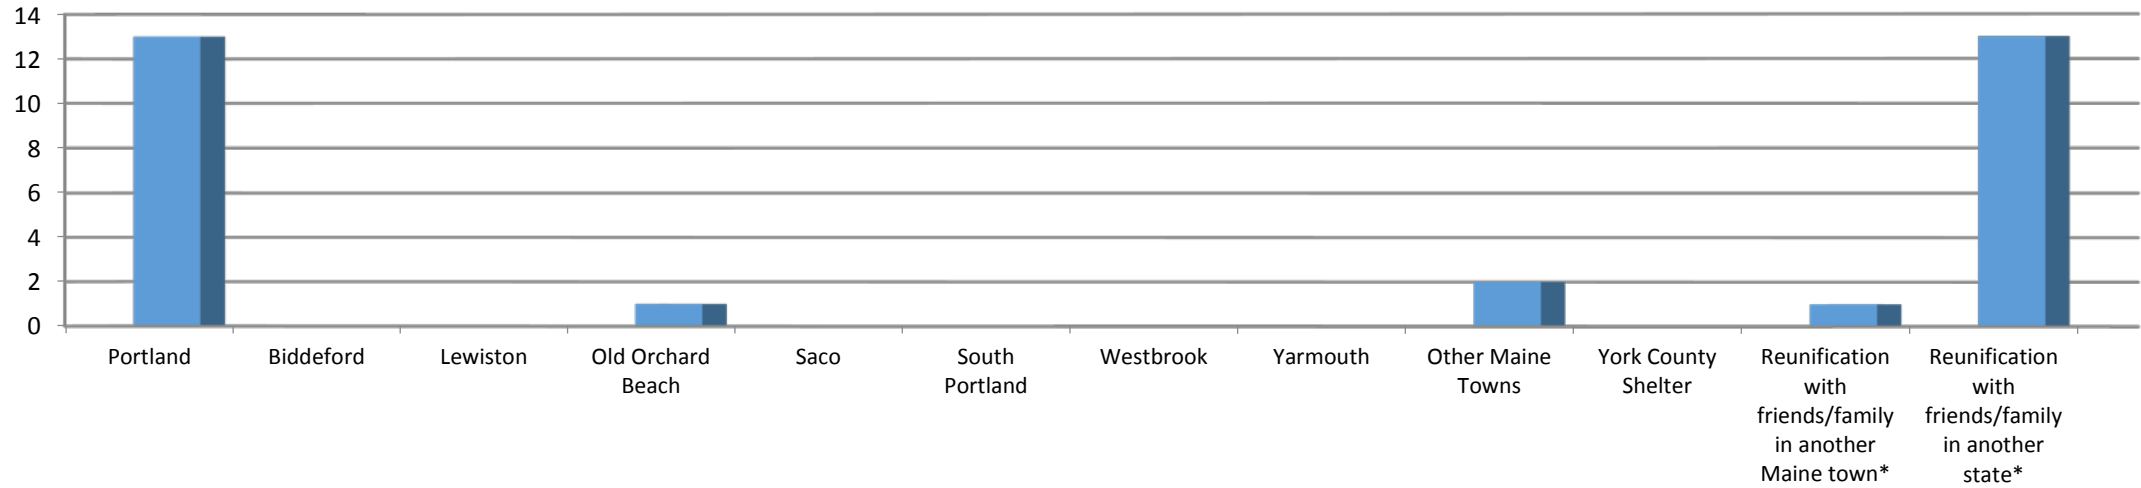 14
12
10
8
6
4
2
0
Portland
Biddeford
Lewiston
Old Orchard
Beach
Saco
South
Portland
Westbrook
Yarmouth
Other Maine
Towns
York County
Shelter
Reunification
with
friends/family
in another
Maine town*
Reunification
with
friends/family
in another
state*